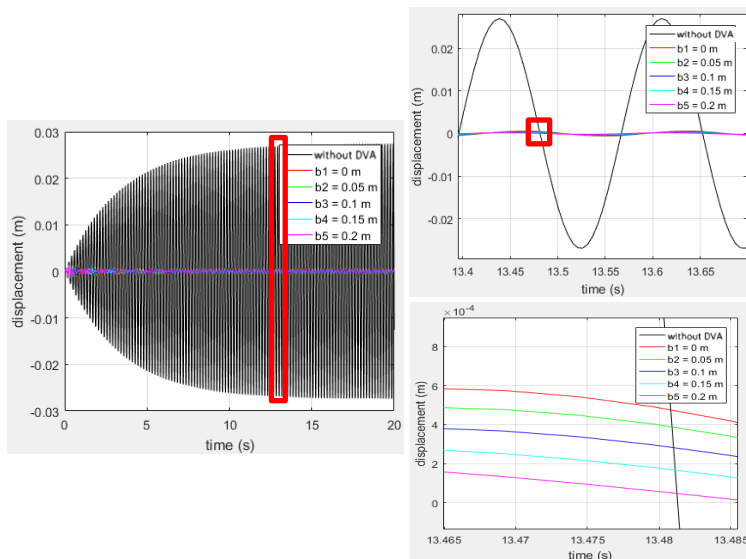 0.03
0.02
0.01
0
-0.01
-0.02
-0.03
displacement (m)
0 5 10 15 20
time (s)
without DVA
b1 = 0 m
b2 = 0.05 m
b3 = 0.1 m
b4 = 0.15 m
b5 = 0.2 m
0.02
0.01
0
-0.01
-0.02
displacement (m)
13.4 13.45 13.5 13.55 13.6 13.65
time (s)
without DVA
b1 = 0 m
b2 = 0.05 m
b3 = 0.1 m
b4 = 0.15 m
b5 = 0.2 m
× 10-4
8
6
4
2
0
displacement (m)
13.465 13.47 13.475 13.48 13.485
time (s)
without DVA
b1 = 0 m
b2 = 0.05 m
b3 = 0.1 m
b4 = 0.15 m
b5 = 0.2 m